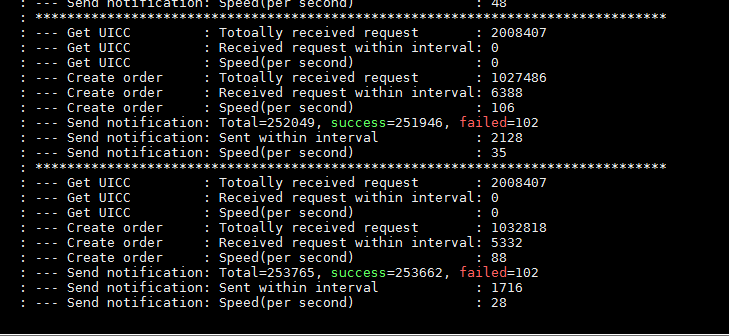 : --- Send notification: Speed(per second) : 48
: *******************************************************************************
: --- Get UICC : Totoally received request : 2008407
: --- Get UICC : Received request within interval: 0
: --- Get UICC : Speed(per second) : 0
: --- Create order : Totoally received request : 1027486
: --- Create order : Received request within interval: 6388
: --- Create order : Speed(per second) : 106
: --- Send notification: Total=252049, success=251946, failed=102
: --- Send notification: Sent within interval : 2128
: --- Send notification: Speed(per second) : 35
: *******************************************************************************
: --- Get UICC : Totoally received request : 2008407
: --- Get UICC : Received request within interval: 0
: --- Get UICC : Speed(per second) : 0
: --- Create order : Totoally received request : 1032818
: --- Create order : Received request within interval: 5332
: --- Create order : Speed(per second) : 88
: --- Send notification: Total=253765, success=253662, failed=102
: --- Send notification: Sent within interval : 1716
: --- Send notification: Speed(per second) : 28